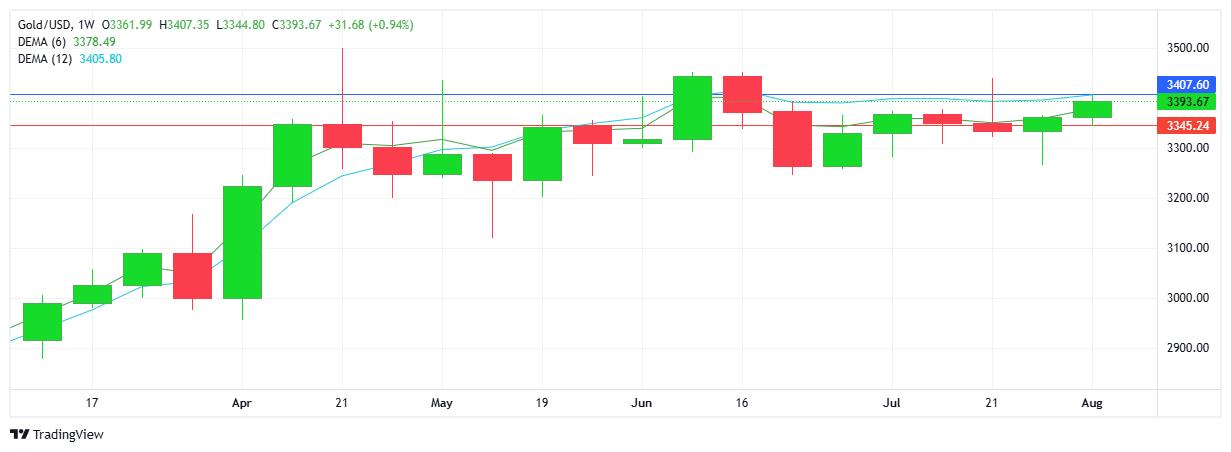 Gold/USD, 1W O3361.99 H3407.35 L3344.80 C3393.67 +31.68 (+0.94%)
DEMA (6) 3378.49
DEMA (12) 3405.80
3500.00
3407.60
3393.67
3345.24
3300.00
3200.00
3100.00
3000.00
2900.00
17 Apr 21 May 19 Jun 16 Jul 21 Aug
TradingView